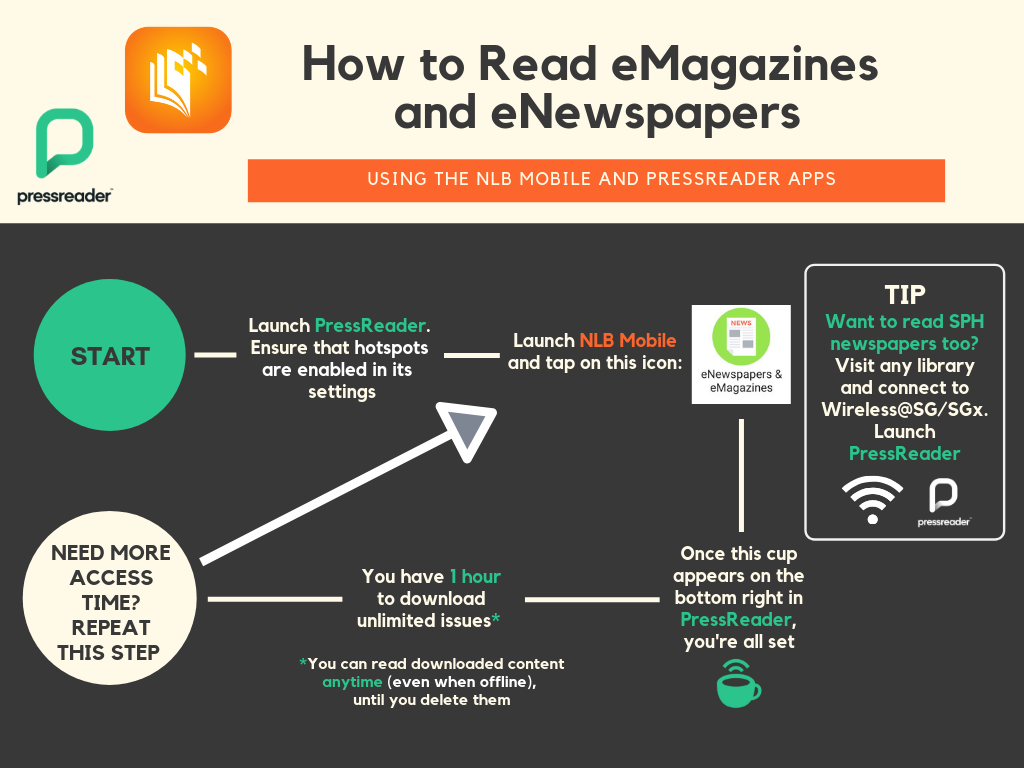 How to Read eMagazines
and eNewspapers
pressreader
USING THE NLB MOBILE AND PRESSREADER APPS
START
Launch PressReader.
Ensure that hotspots
are enabled in its
settings
Launch NLB Mobile
and tap on this icon:
NEWS
eNewspapers &
eMagazines
TIP
Want to read SPH
newspapers too?
Visit any library
and connect to
Wireless@SG/SGx.
Launch
PressReader
pressreader
Once this cup
appears on the
bottom right in
PressReader,
you're all set
You have 1 hour
to download
unlimited issues*
*You can read downloaded content
anytime (even when offline),
until you delete them
NEED MORE
ACCESS
TIME?
REPEAT
THIS STEP